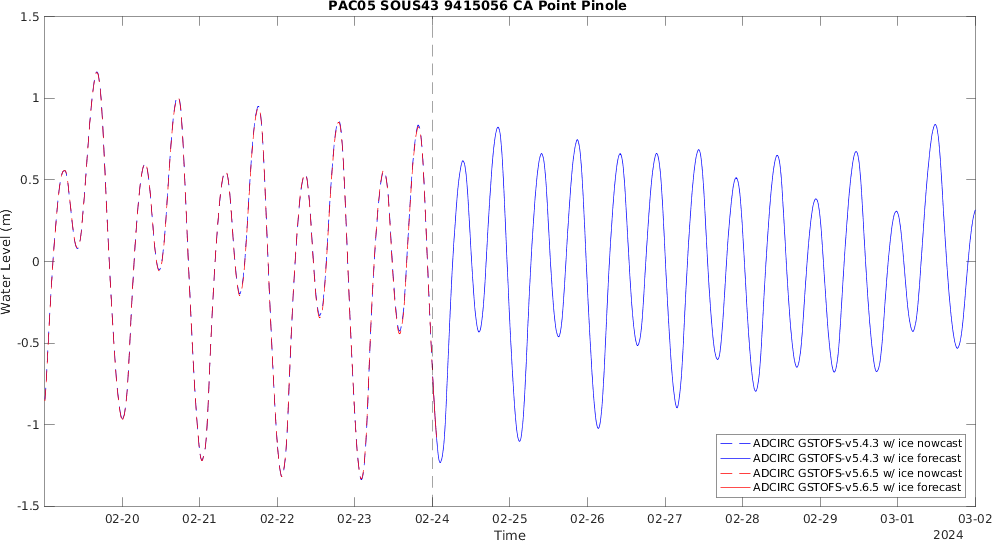 PAC05 SOUS43 9415056 CA Point Pinole
Water Level (m)
1.5
1
0.5
0
-0.5
-1
-1.5
ADCIRC GSTOFS-v5.4.3 w/ ice nowcast
ADCIRC GSTOFS-v5.4.3 w/ ice forecast
ADCIRC GSTOFS-v5.6.5 w/ ice nowcast
ADCIRC GSTOFS-v5.6.5 w/ ice forecast
02-20 02-21 02-22 02-23 02-24 02-25 02-26 02-27 02-28 02-29 03-01 03-02
Time
2024